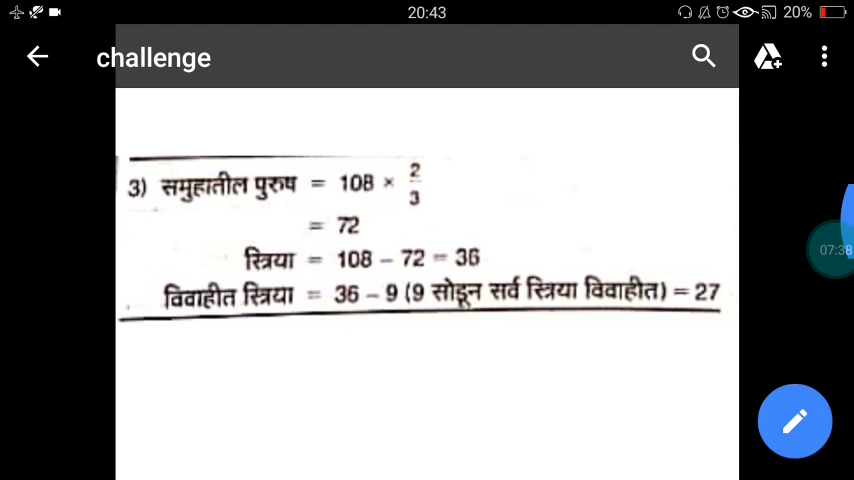 20:43
20%
challenge
3) समुहातील पुरुष = 108 × 2/3
= 72
स्त्रिया = 108 – 72 = 36
07:38
विवाहीत स्त्रिया = 36 – 9 (9 सोडून सर्व स्त्रिया विवाहीत) = 27